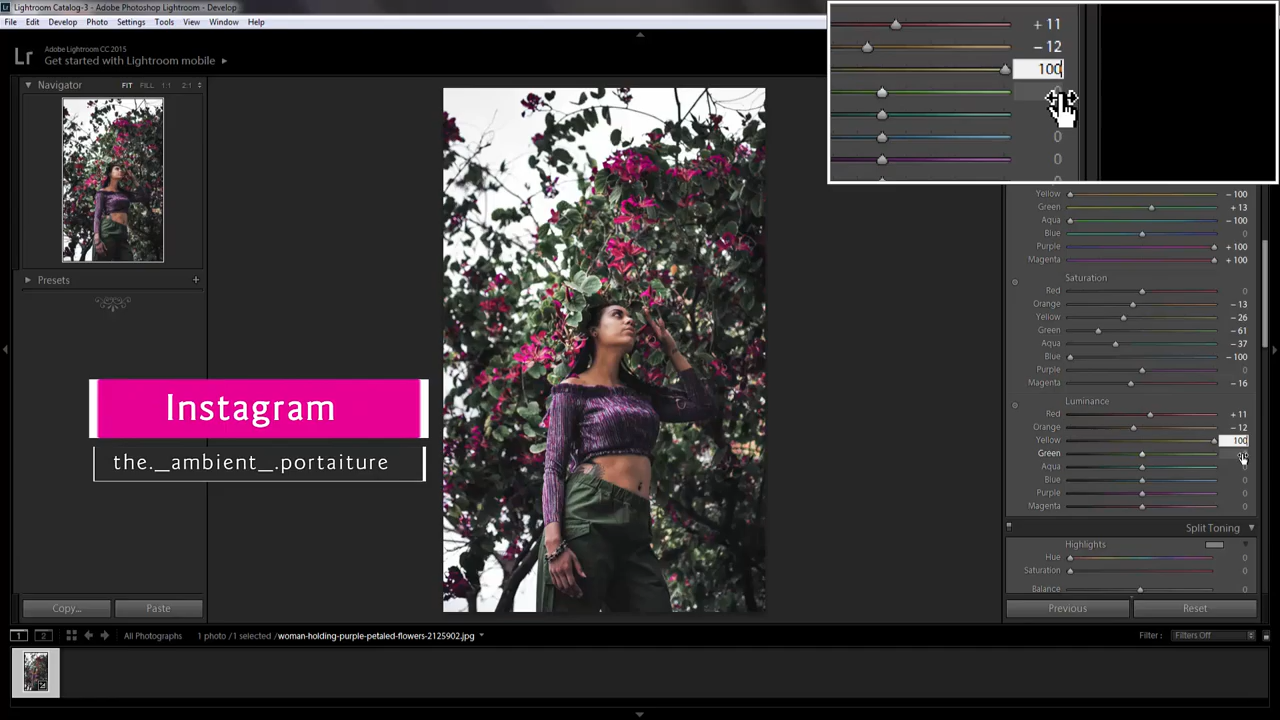 Lightroom Catalog-3 - Adobe Photoshop Lightroom - Develop
File Edit Develop Photo Settings Tools View Window Help
Lr
Adobe Lightroom CC 2015
Get started with Lightroom mobile
Navigator FIT FILL 1:1 2:1
Presets +
Instagram
the._ambient_.portaiture
+ 11
− 12
100
0
0
0
Yellow − 100
Green + 13
Aqua − 100
Blue 0
Purple + 100
Magenta + 100
Saturation
Red 0
Orange − 13
Yellow − 26
Green − 61
Aqua − 37
Blue − 100
Purple 0
Magenta − 16
Luminance
Red + 11
Orange − 12
Yellow 100
Green
Aqua 0
Blue 0
Purple 0
Magenta 0
Split Toning
Highlights
Hue 0
Saturation 0
Balance 0
Copy... Paste
Previous Reset
1 2 All Photographs 1 photo /1 selected /woman-holding-purple-petaled-flowers-2125902.jpg Filter : Filters Off